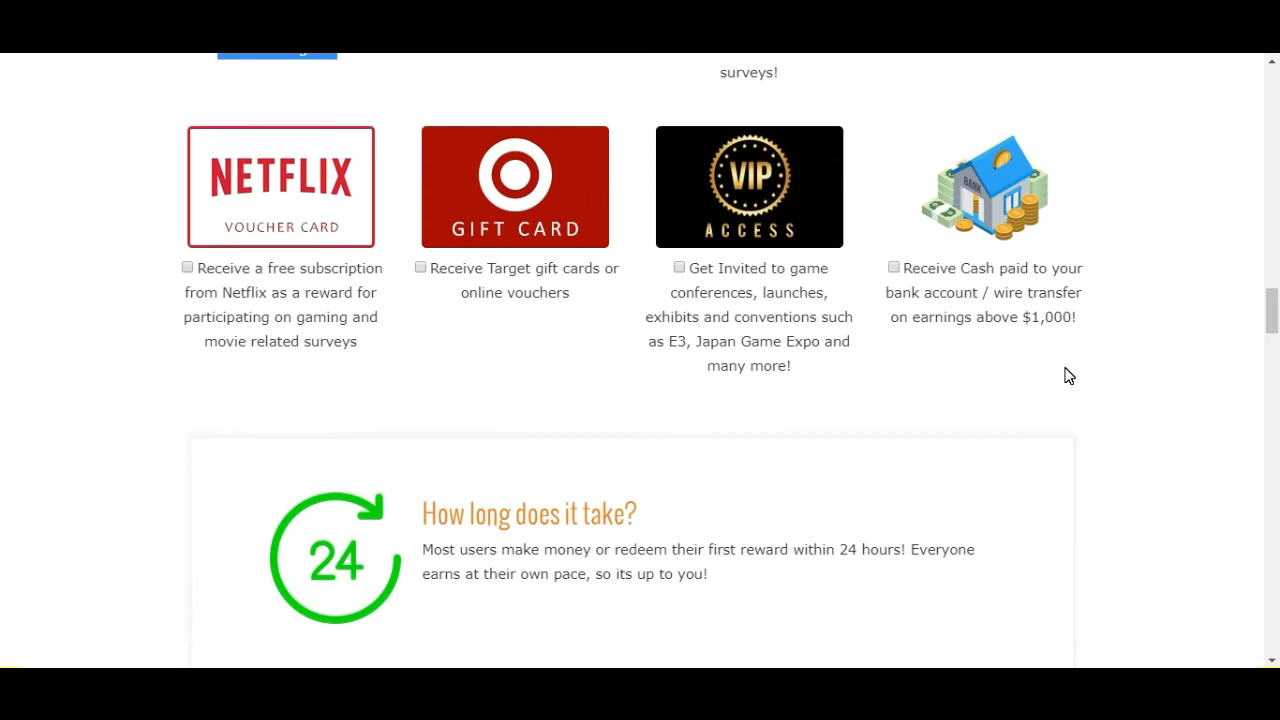 surveys!
NETFLIX
VOUCHER CARD
GIFT CARD
VIP
ACCESS
BANK
Receive a free subscription
from Netflix as a reward for
participating on gaming and
movie related surveys
Receive Target gift cards or
online vouchers
Get Invited to game
conferences, launches,
exhibits and conventions such
as E3, Japan Game Expo and
many more!
Receive Cash paid to your
bank account / wire transfer
on earnings above $1,000!
24
How long does it take?
Most users make money or redeem their first reward within 24 hours! Everyone
earns at their own pace, so its up to you!